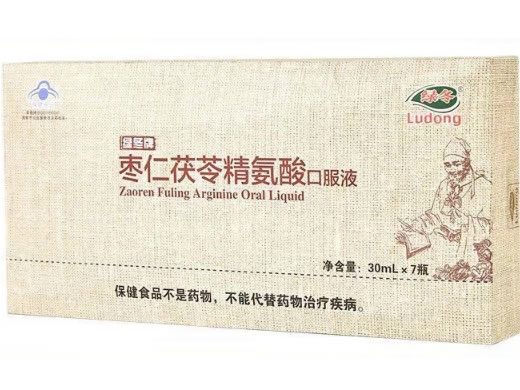 绿冬
Ludong
绿冬牌
枣仁茯苓精氨酸口服液
Zaoren Fuling Arginine Oral Liquid
净含量：30mL×7瓶
保健食品不是药物，不能代替药物治疗疾病。